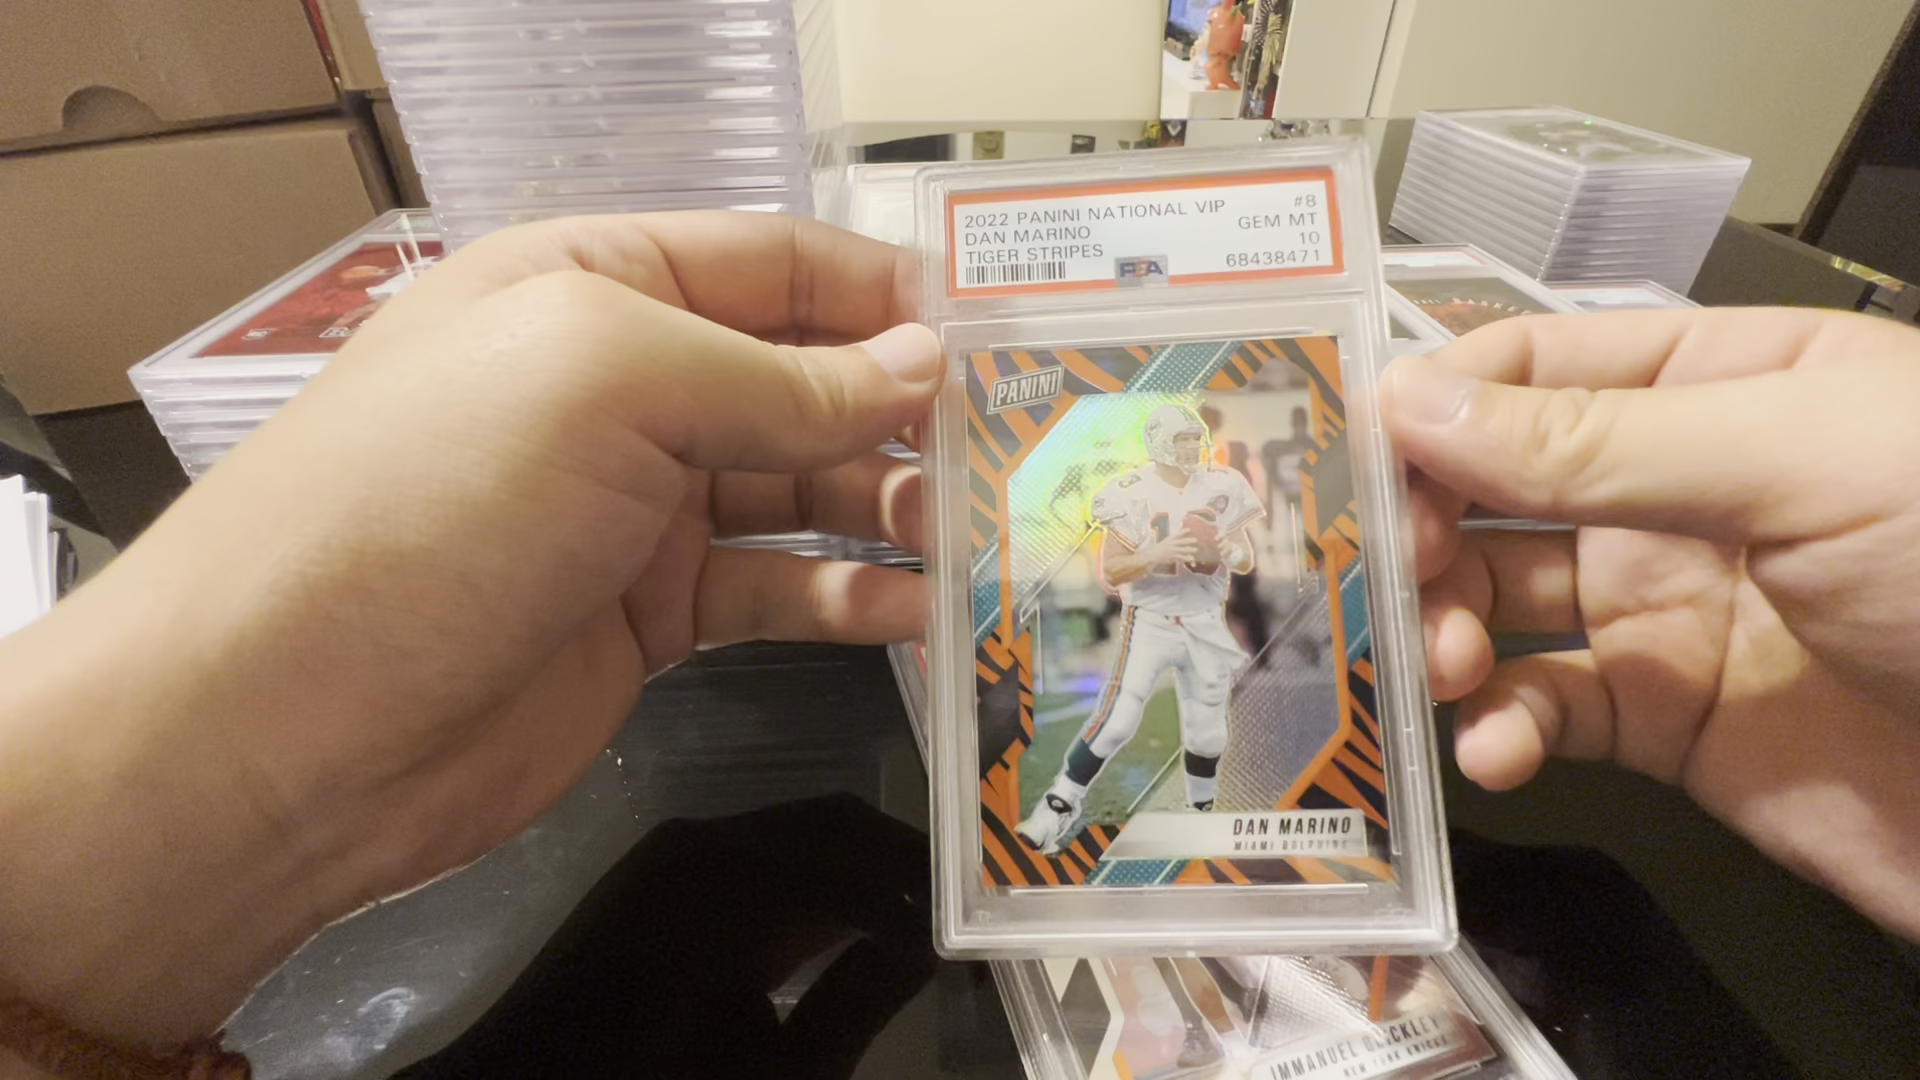 2022 PANINI NATIONAL VIP #8
DAN MARINO GEM MT
TIGER STRIPES 10
68438471
PSA
PANINI
DAN MARINO
MIAMI DOLPHINS
IMMANUEL QUICKLEY
NEW YORK KNICKS